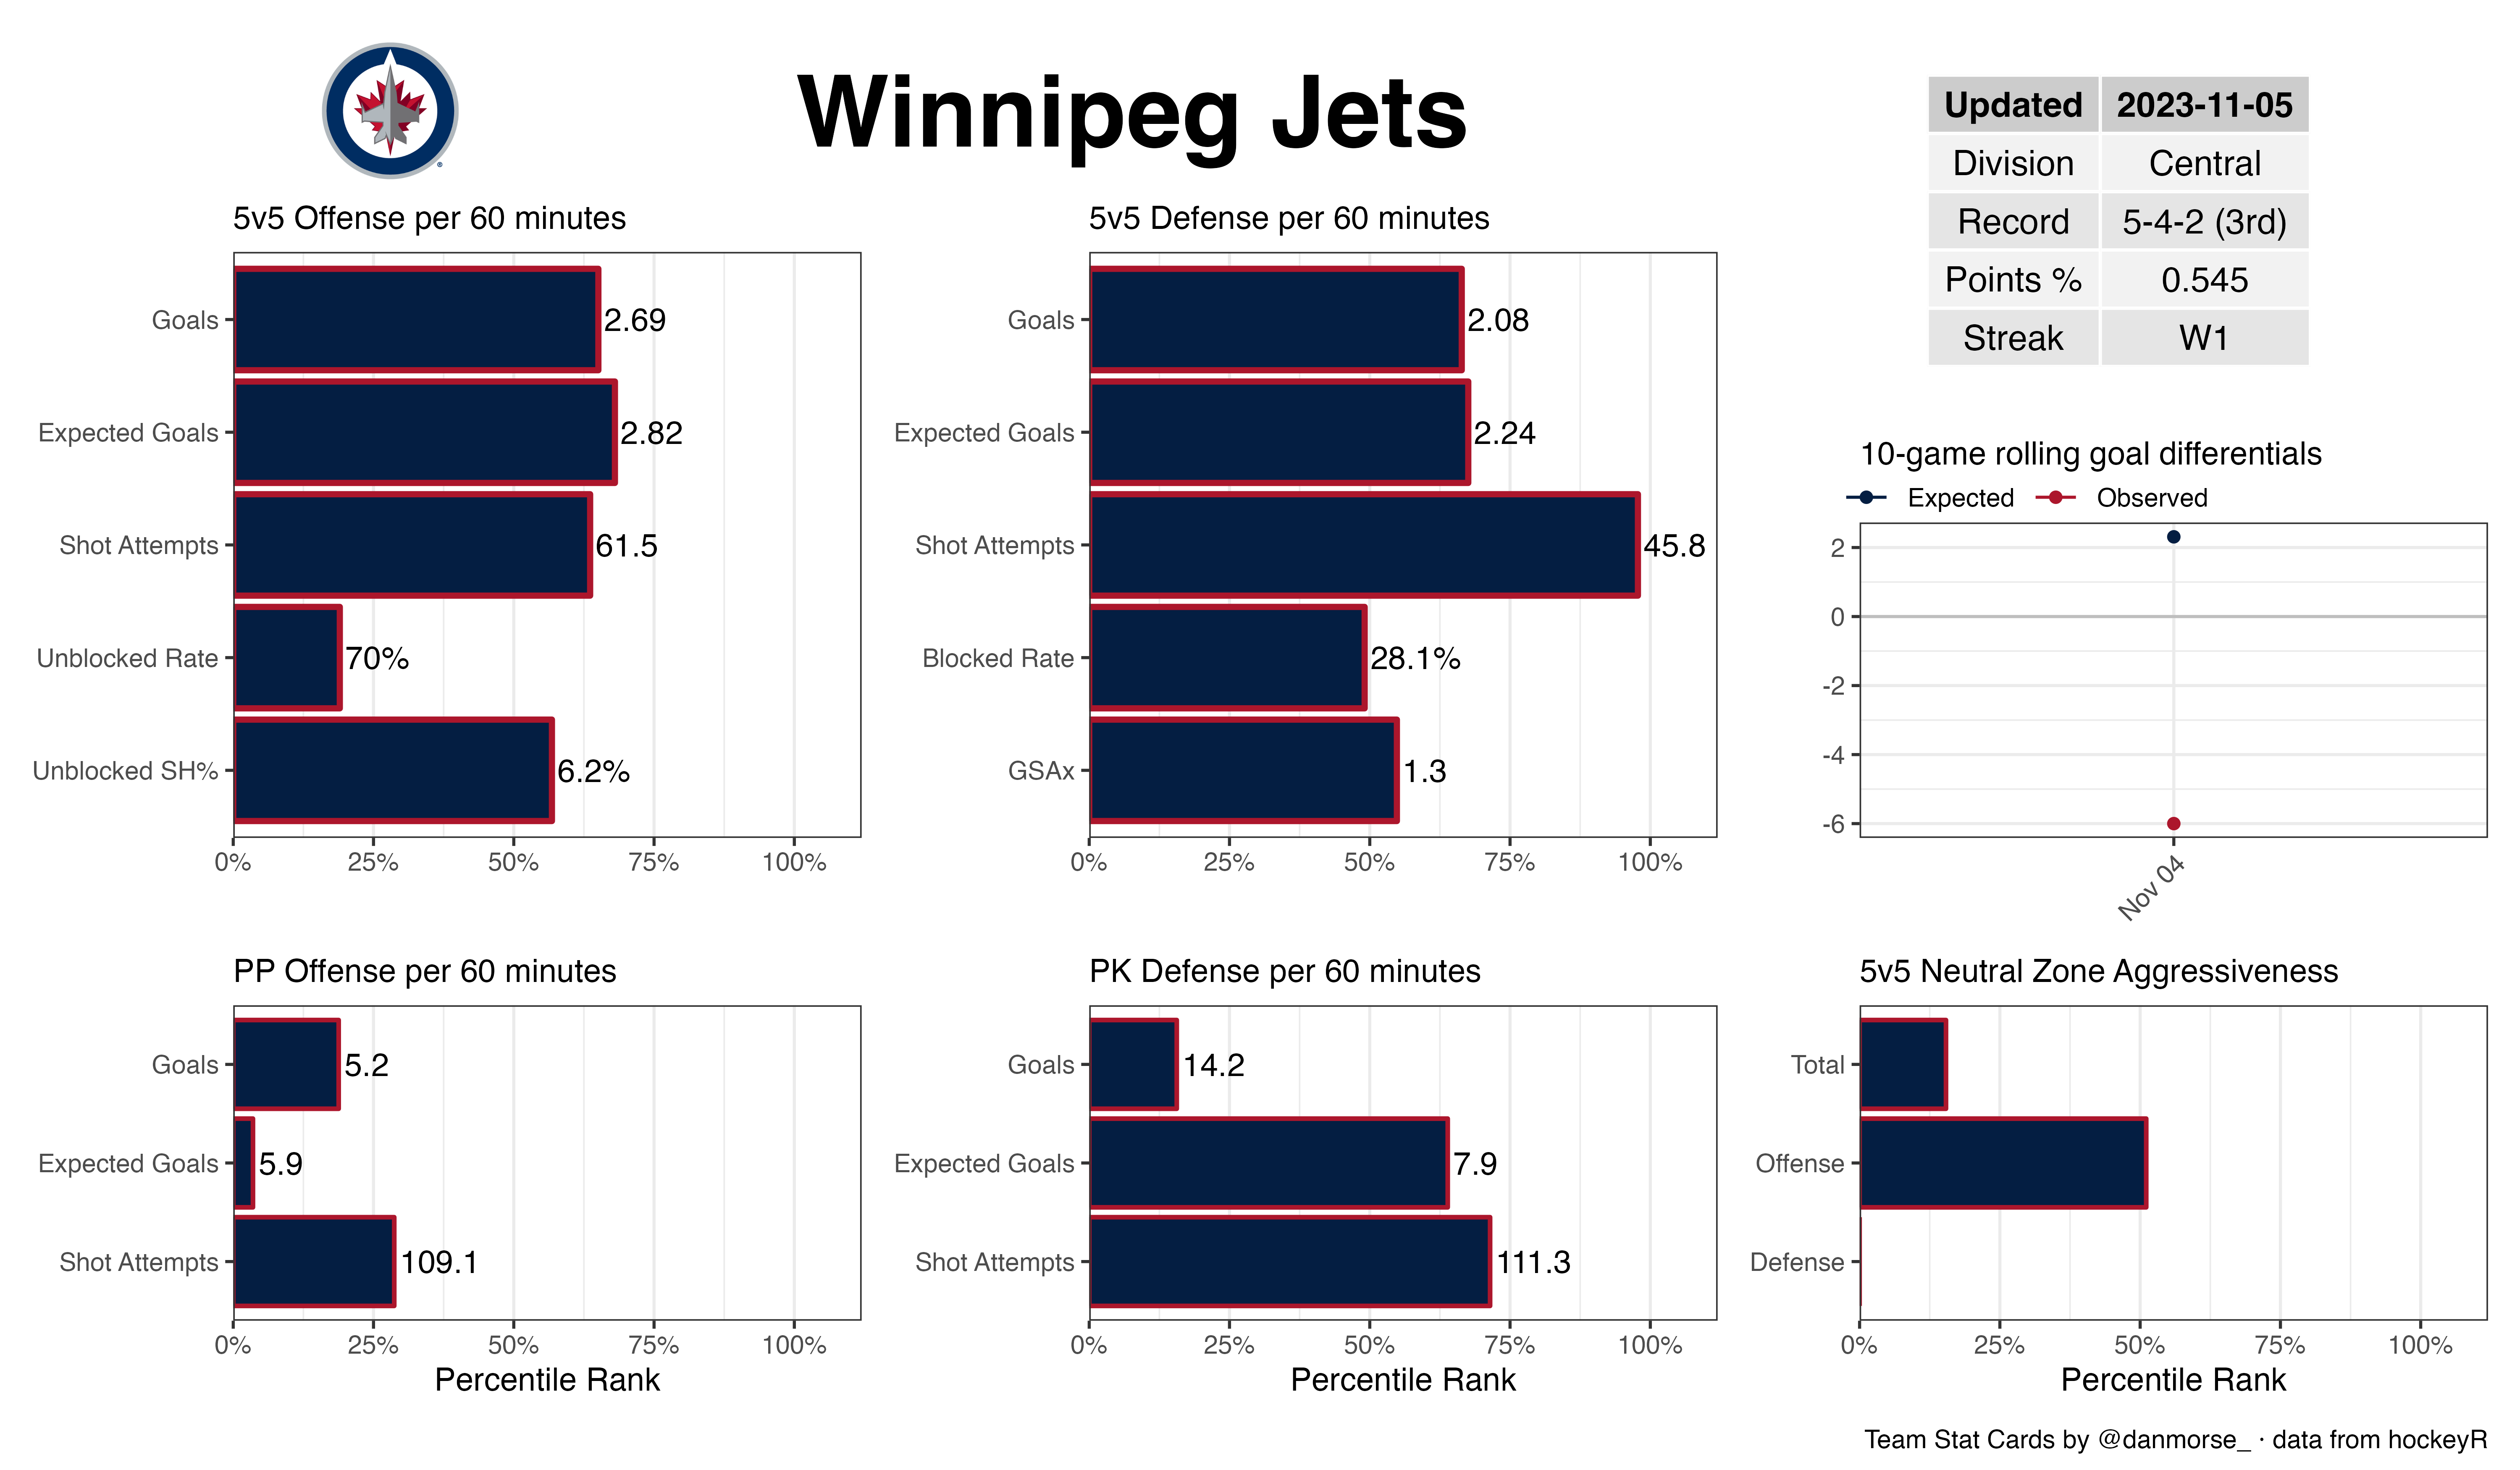 Winnipeg Jets
Updated 2023-11-05
Division Central
Record 5-4-2 (3rd)
Points % 0.545
Streak W1
5v5 Offense per 60 minutes
Goals 2.69
Expected Goals 2.82
Shot Attempts 61.5
Unblocked Rate 70%
Unblocked SH% 6.2%
0% 25% 50% 75% 100%
5v5 Defense per 60 minutes
Goals 2.08
Expected Goals 2.24
Shot Attempts 45.8
Blocked Rate 28.1%
GSAx 1.3
0% 25% 50% 75% 100%
10-game rolling goal differentials
Expected Observed
2
0
-2
-4
-6
Nov 04
PP Offense per 60 minutes
Goals 5.2
Expected Goals 5.9
Shot Attempts 109.1
0% 25% 50% 75% 100%
Percentile Rank
PK Defense per 60 minutes
Goals 14.2
Expected Goals 7.9
Shot Attempts 111.3
0% 25% 50% 75% 100%
Percentile Rank
5v5 Neutral Zone Aggressiveness
Total
Offense
Defense
0% 25% 50% 75% 100%
Percentile Rank
Team Stat Cards by @danmorse_ · data from hockeyR